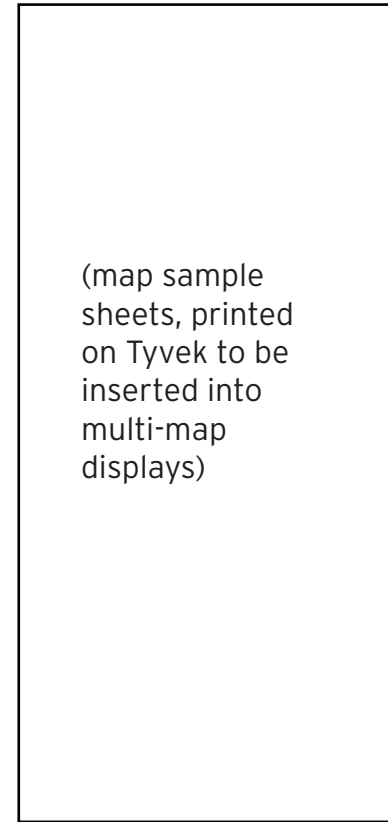 (map sample
sheets, printed
on Tyvek to be
inserted into
multi-map
displays)